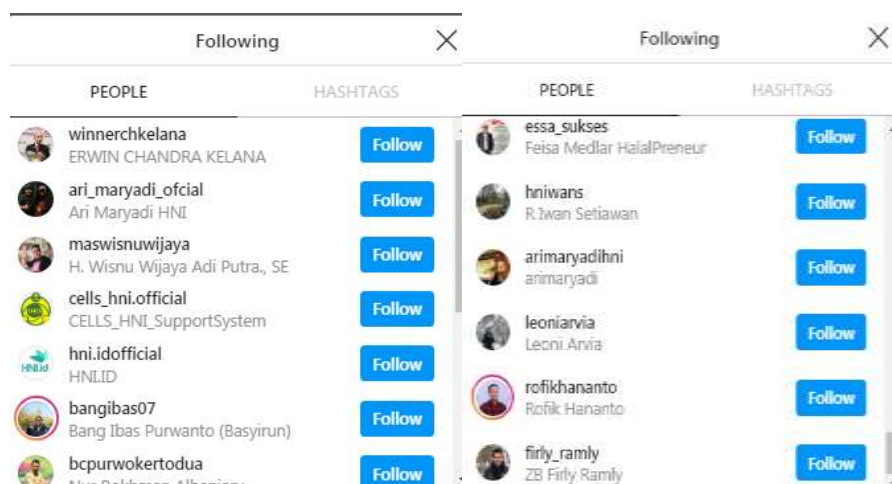 Following
PEOPLE
HASHTAGS
winnerchkelana
ERWIN CHANDRA KELANA
Follow
ari_maryadi_ofcial
Ari Maryadi HNI
Follow
maswisnuwijaya
H. Wisnu Wijaya Adi Putra., SE
Follow
cells_hni.official
CELLS_HNI_SupportSystem
Follow
hni.idofficial
HNI.ID
Follow
bangibas07
Bang Ibas Purwanto (Basyirun)
Follow
bcpurwokertodua
Follow
Following
PEOPLE
HASHTAGS
essa_sukses
Feisa Medlar HalalPreneur
Follow
hniwans
R.Iwan Setiawan
Follow
arimaryadihni
arimaryadi
Follow
leoniarvia
Leoni Arvia
Follow
rofikhananto
Rofik Hananto
Follow
firly_ramly
ZB Firly Ramly
Follow